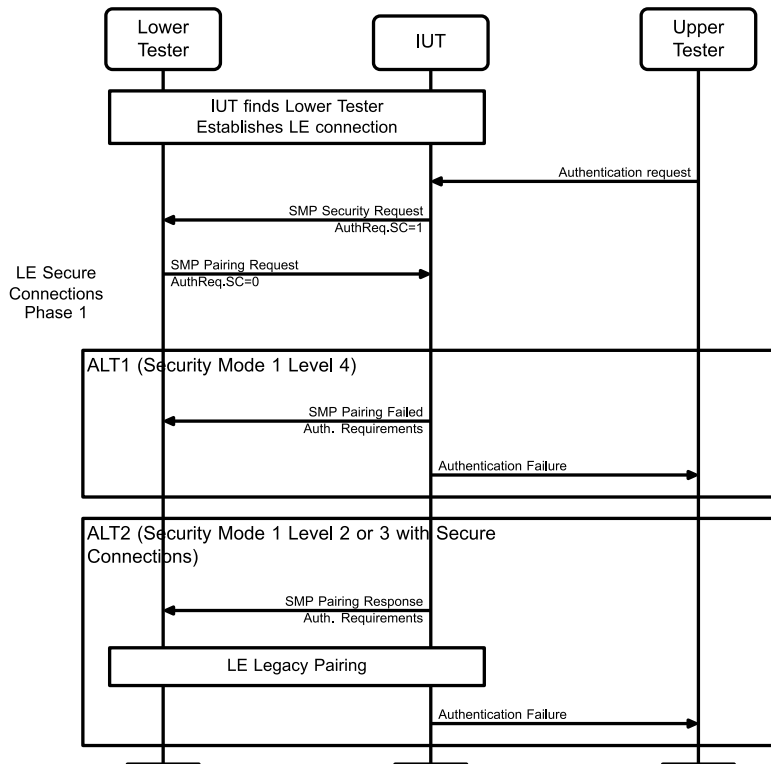 Lower
Tester
IUT
Upper
Tester
IUT finds Lower Tester
Establishes LE connection
Authentication request
SMP Security Request
AuthReq.SC=1
SMP Pairing Request
AuthReq.SC=0
LE Secure
Connections
Phase 1
ALT1 (Security Mode 1 Level 4)
SMP Pairing Failed
Auth. Requirements
Authentication Failure
ALT2 (Security Mode 1 Level 2 or 3 with Secure
Connections)
SMP Pairing Response
Auth. Requirements
LE Legacy Pairing
Authentication Failure